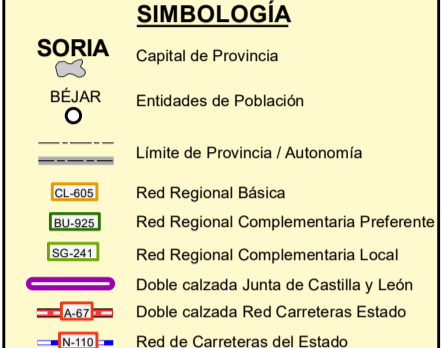 SIMBOLOGÍA
SORIA
Capital de Provincia
BÉJAR
Entidades de Población
Límite de Provincia / Autonomía
CL-605 Red Regional Básica
BU-925 Red Regional Complementaria Preferente
SG-241 Red Regional Complementaria Local
Doble calzada Junta de Castilla y León
A-67 Doble calzada Red Carreteras Estado
N-110 Red de Carreteras del Estado